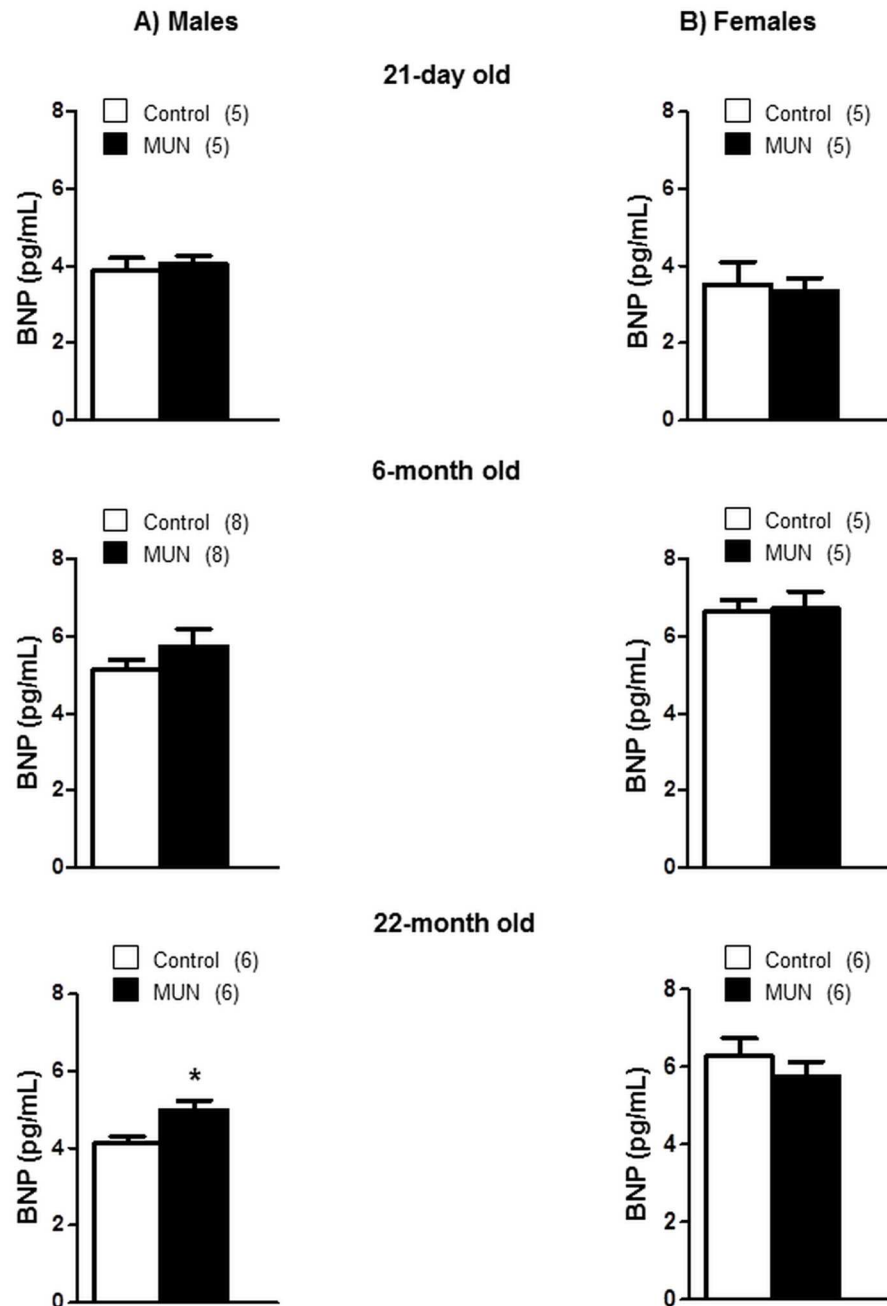 A) Males
B) Females
21-day old
Control (5)
MUN (5)
BNP (pg/mL)
8
6
4
2
0
Control (5)
MUN (5)
BNP (pg/mL)
8
6
4
2
0
6-month old
Control (8)
MUN (8)
BNP (pg/mL)
8
6
4
2
0
Control (5)
MUN (5)
BNP (pg/mL)
8
6
4
2
0
22-month old
Control (6)
MUN (6)
BNP (pg/mL)
8
6
4
2
0
*
Control (6)
MUN (6)
BNP (pg/mL)
8
6
4
2
0